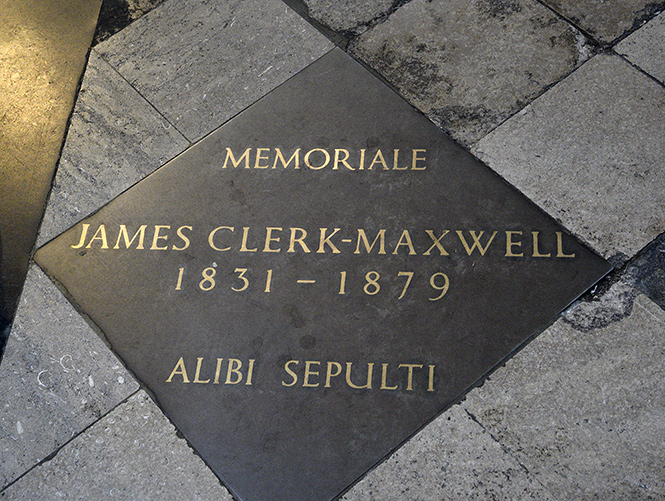 MEMORIALE
JAMES CLERK-MAXWELL
1831 – 1879
ALIBI SEPULTI